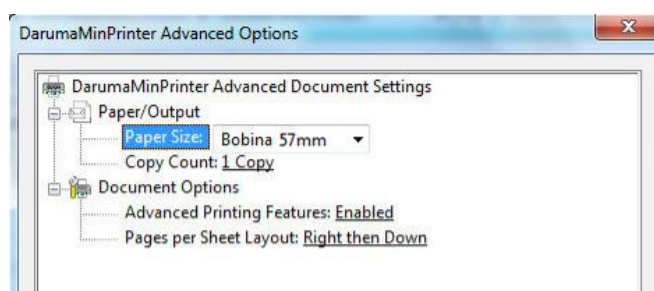 DarumaMinPrinter Advanced Options
DarumaMinPrinter Advanced Document Settings
Paper/Output
Paper Size: Bobina 57mm
Copy Count: 1 Copy
Document Options
Advanced Printing Features: Enabled
Pages per Sheet Layout: Right then Down